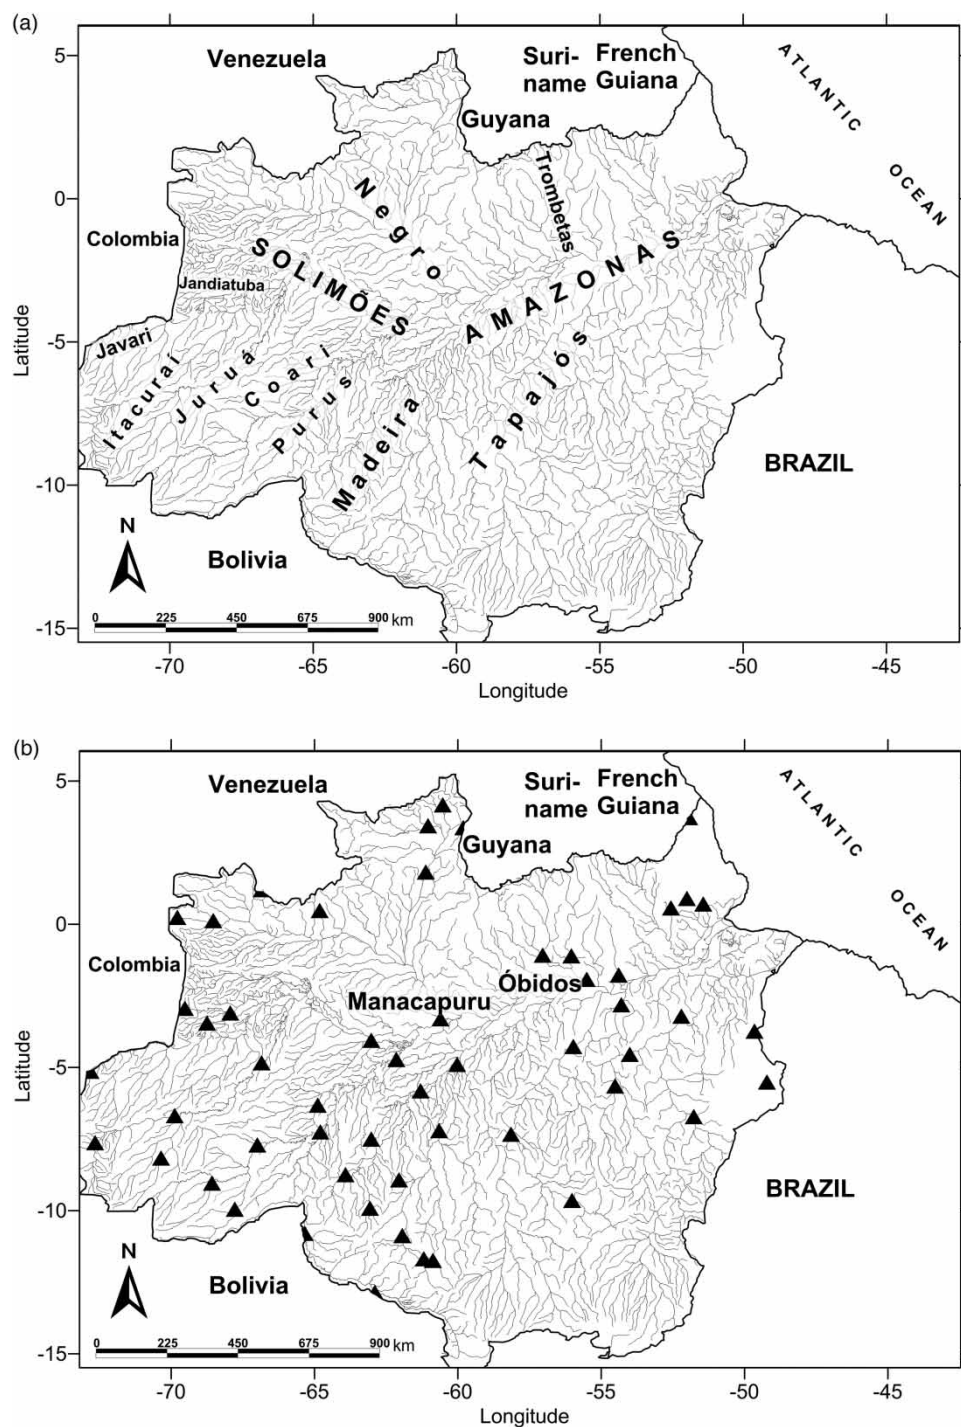 (a)
Venezuela
Suri-
name
French
Guiana
Guyana
ATLANTIC
OCEAN
Negro
Trombetas
Colombia
SOLIMÕES
AMAZONAS
Jandiatuba
Javari
Itacuraí
Juruá
Coari
Purus
Madeira
Tapajós
BRAZIL
Bolivia
N
0 225 450 675 900 km
5
0
-5
-10
-15
Latitude
-70 -65 -60 -55 -50 -45
Longitude
(b)
Venezuela
Suri-
name
French
Guiana
Guyana
ATLANTIC
OCEAN
Colombia
Óbidos
Manacapuru
BRAZIL
Bolivia
N
0 225 450 675 900 km
5
0
-5
-10
-15
Latitude
-70 -65 -60 -55 -50 -45
Longitude